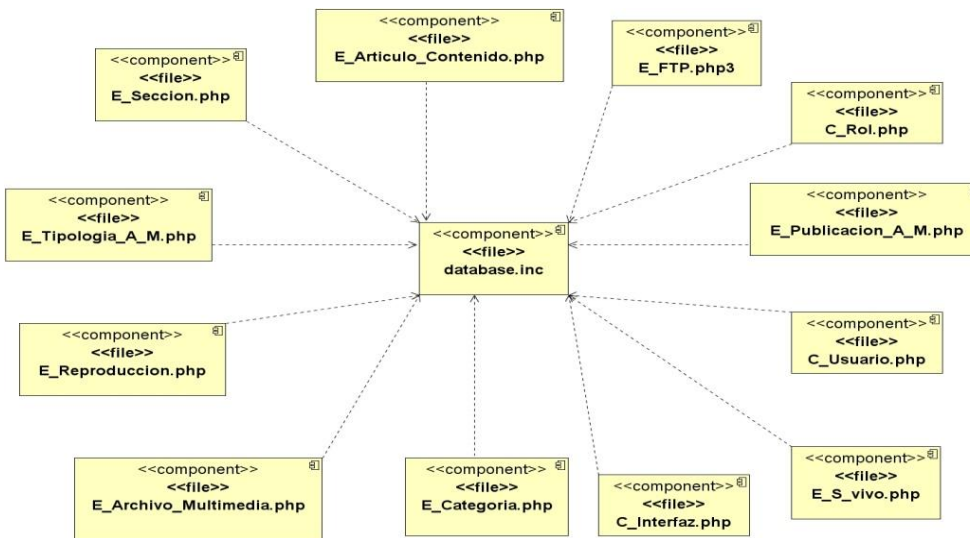 <<component>>
<<file>>
E_Articulo_Contenido.php
<<component>>
<<file>>
E_FTP.php3
<<component>>
<<file>>
E_Seccion.php
<<component>>
<<file>>
C_Rol.php
<<component>>
<<file>>
E_Tipologia_A_M.php
<<component>>
<<file>>
E_Publicacion_A_M.php
<<component>>
<<file>>
database.inc
<<component>>
<<file>>
E_Reproduccion.php
<<component>>
<<file>>
C_Usuario.php
<<component>>
<<file>>
E_Archivo_Multimedia.php
<<component>>
<<file>>
E_Categoria.php
<<component>>
<<file>>
C_Interfaz.php
<<component>>
<<file>>
E_S_vivo.php